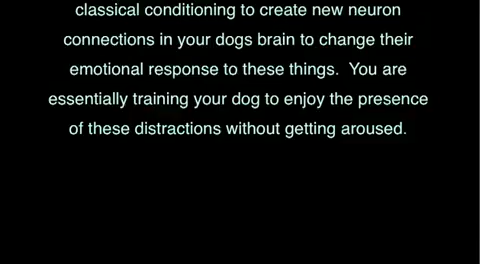 classical conditioning to create new neuron
connections in your dogs brain to change their
emotional response to these things.  You are
essentially training your dog to enjoy the presence
of these distractions without getting aroused.